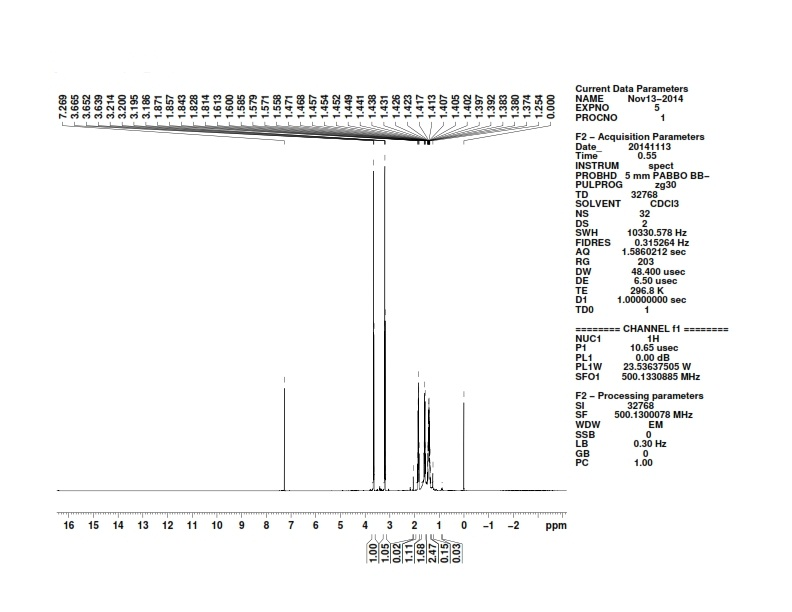 7.269
3.665
3.652
3.639
3.214
3.200
3.195
3.186
1.871
1.857
1.843
1.828
1.814
1.613
1.600
1.585
1.579
1.571
1.558
1.471
1.468
1.457
1.454
1.452
1.449
1.441
1.438
1.431
1.426
1.423
1.417
1.413
1.407
1.405
1.402
1.397
1.392
1.383
1.380
1.374
1.254
0.000
Current Data Parameters
NAME Nov13-2014
EXPNO 5
PROCNO 1
F2 - Acquisition Parameters
Date_ 20141113
Time 0.55
INSTRUM spect
PROBHD 5 mm PABBO BB-
PULPROG zg30
TD 32768
SOLVENT CDCl3
NS 32
DS 2
SWH 10330.578 Hz
FIDRES 0.315264 Hz
AQ 1.5860212 sec
RG 203
DW 48.400 usec
DE 6.50 usec
TE 296.8 K
D1 1.00000000 sec
TD0 1
======== CHANNEL f1 ========
NUC1 1H
P1 10.65 usec
PL1 0.00 dB
PL1W 23.53637505 W
SFO1 500.1330885 MHz
F2 - Processing parameters
SI 32768
SF 500.1300078 MHz
WDW EM
SSB 0
LB 0.30 Hz
GB 0
PC 1.00
16 15 14 13 12 11 10 9 8 7 6 5 4 3 2 1 0 -1 -2 ppm
1.00
1.05
0.02
1.11
1.68
2.47
0.15
0.03